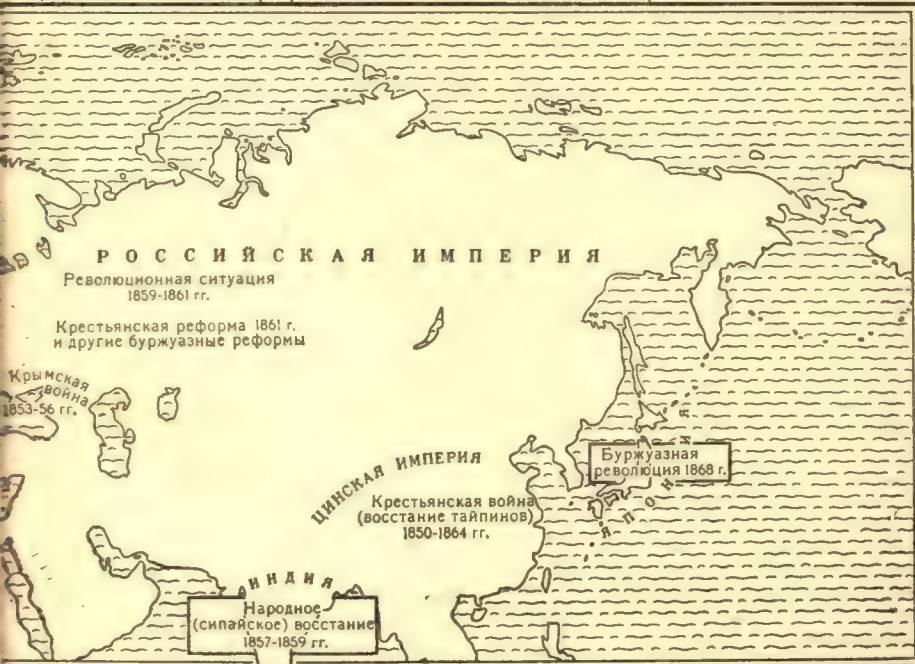 РОССИЙСКАЯ ИМПЕРИЯ
Революционная ситуация
1859-1861 гг.
Крестьянская реформа 1861 г.
и другие буржуазные реформы
Крымская
война
1853-56 гг.
ЦИНСКАЯ ИМПЕРИЯ
Крестьянская война
(восстание тайпинов)
1850-1864 гг.
ЯПОНИЯ
Буржуазная
революция 1868 г.
ИНДИЯ
Народное
(сипайское) восстание
1857-1859 гг.